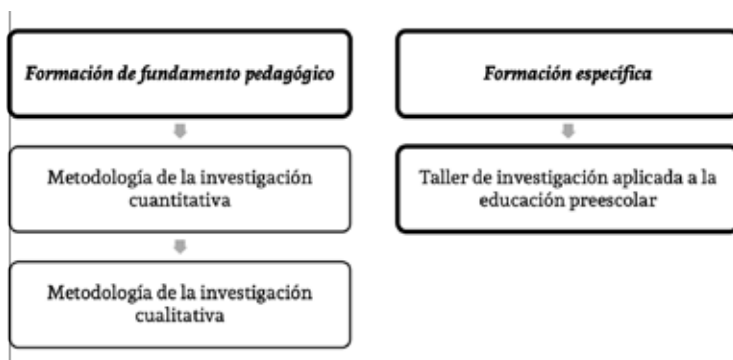 Formación de fundamento pedagógico
Metodología de la investigación
cuantitativa
Metodología de la investigación
cualitativa
Formación específica
Taller de investigación aplicada a la
educación preescolar